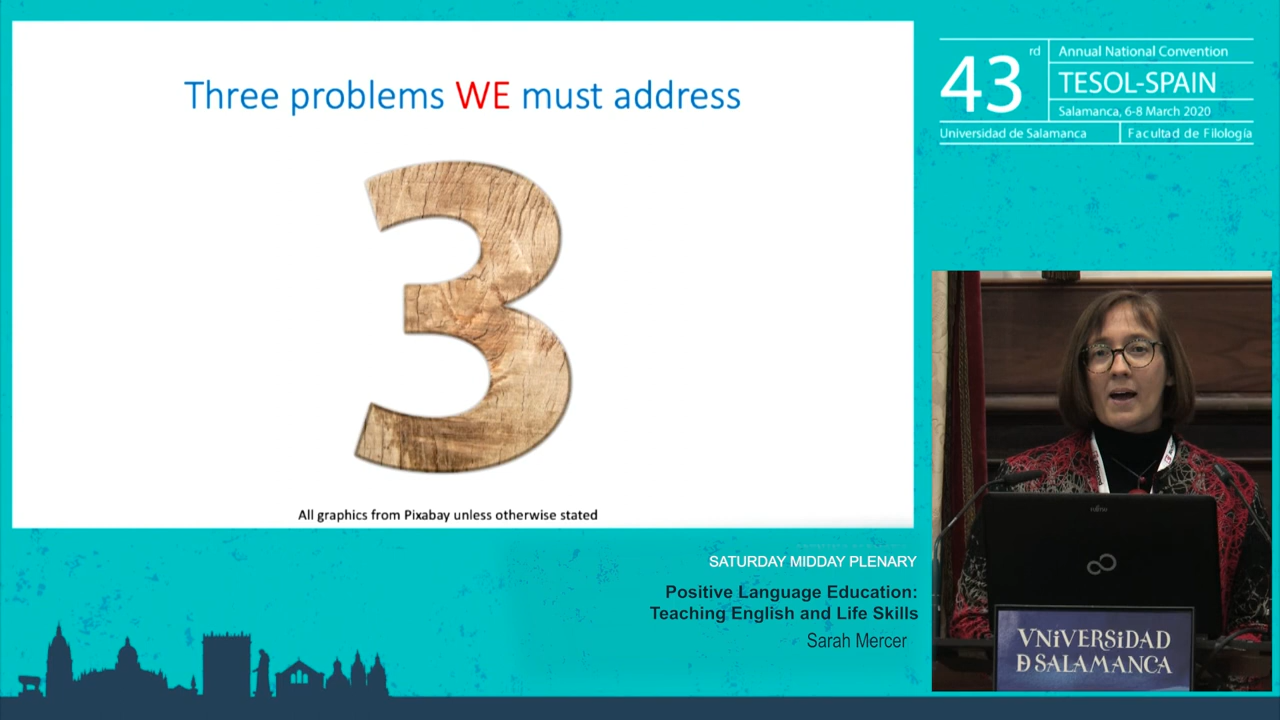 Three problems WE must address
3
All graphics from Pixabay unless otherwise stated
43rd
Annual National Convention
TESOL-SPAIN
Salamanca, 6-8 March 2020
Universidad de Salamanca
Facultad de Filología
SATURDAY MIDDAY PLENARY
Positive Language Education:
Teaching English and Life Skills
Sarah Mercer
FUJITSU
VNiVERSiDAD
Đ SALAMANCA